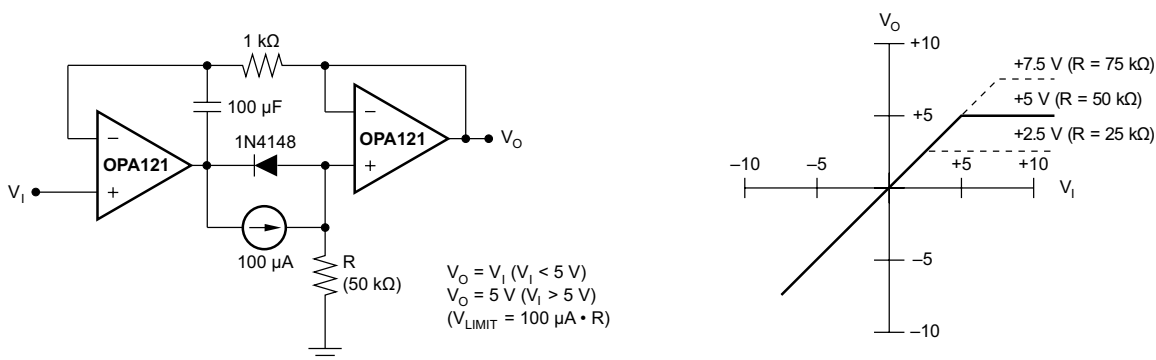 1 kΩ
100 µF
–
OPA121
+
1N4148
–
OPA121
+
V_O
V_I
100 µA
R
(50 kΩ)
V_O = V_I (V_I < 5 V)
V_O = 5 V (V_I > 5 V)
(V_LIMIT = 100 µA • R)
V_O
+10
+7.5 V (R = 75 kΩ)
+5 V (R = 50 kΩ)
+5
+2.5 V (R = 25 kΩ)
–10 –5 +5 +10
V_I
–5
–10